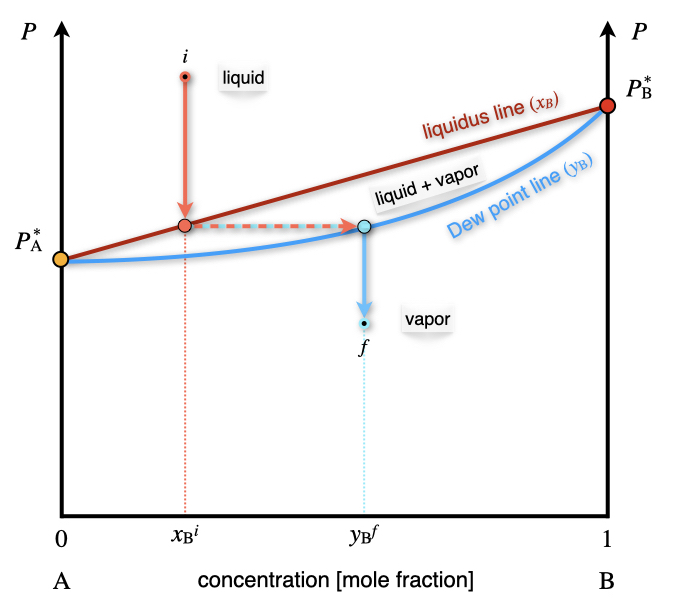 P
P
i
liquid
P*B
liquidus line (xB)
liquid + vapor
Dew point line (yB)
P*A
vapor
f
0
xBi
yBf
1
A
concentration [mole fraction]
B